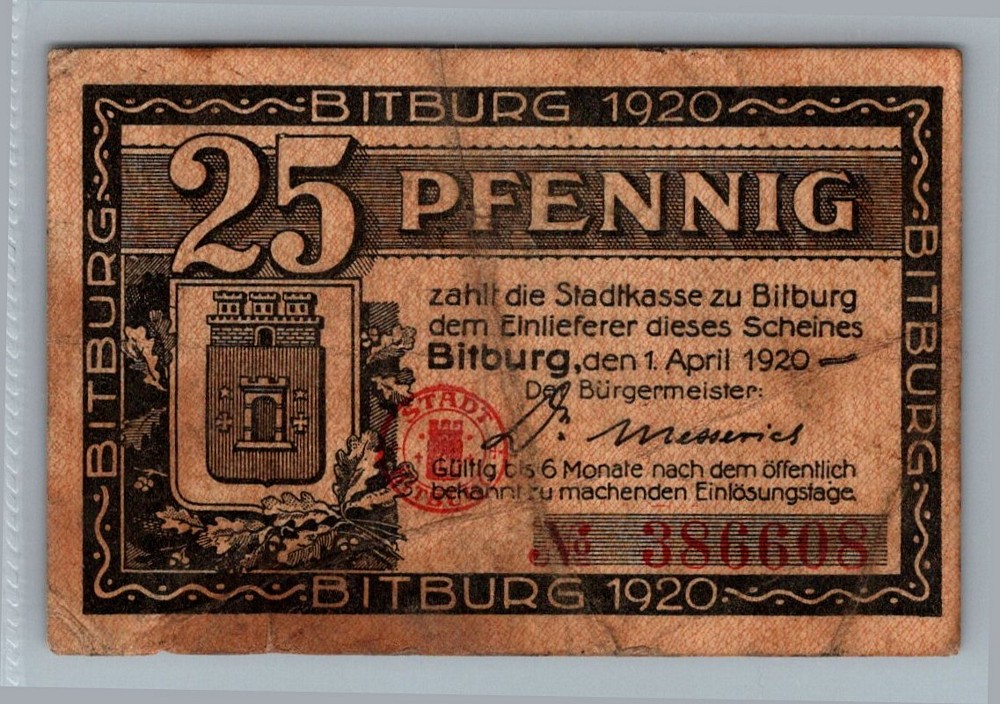 BITBURG 1920
BITBURG
BITBURG
25 PFENNIG
zahlt die Stadtkasse zu Bitburg
dem Einlieferer dieses Scheines
Bitburg, den 1. April 1920
Der Bürgermeister:
Dr. Messerich
STADT
Gültig bis 6 Monate nach dem öffentlich
bekannt zu machenden Einlösungstage.
No 386608
BITBURG 1920